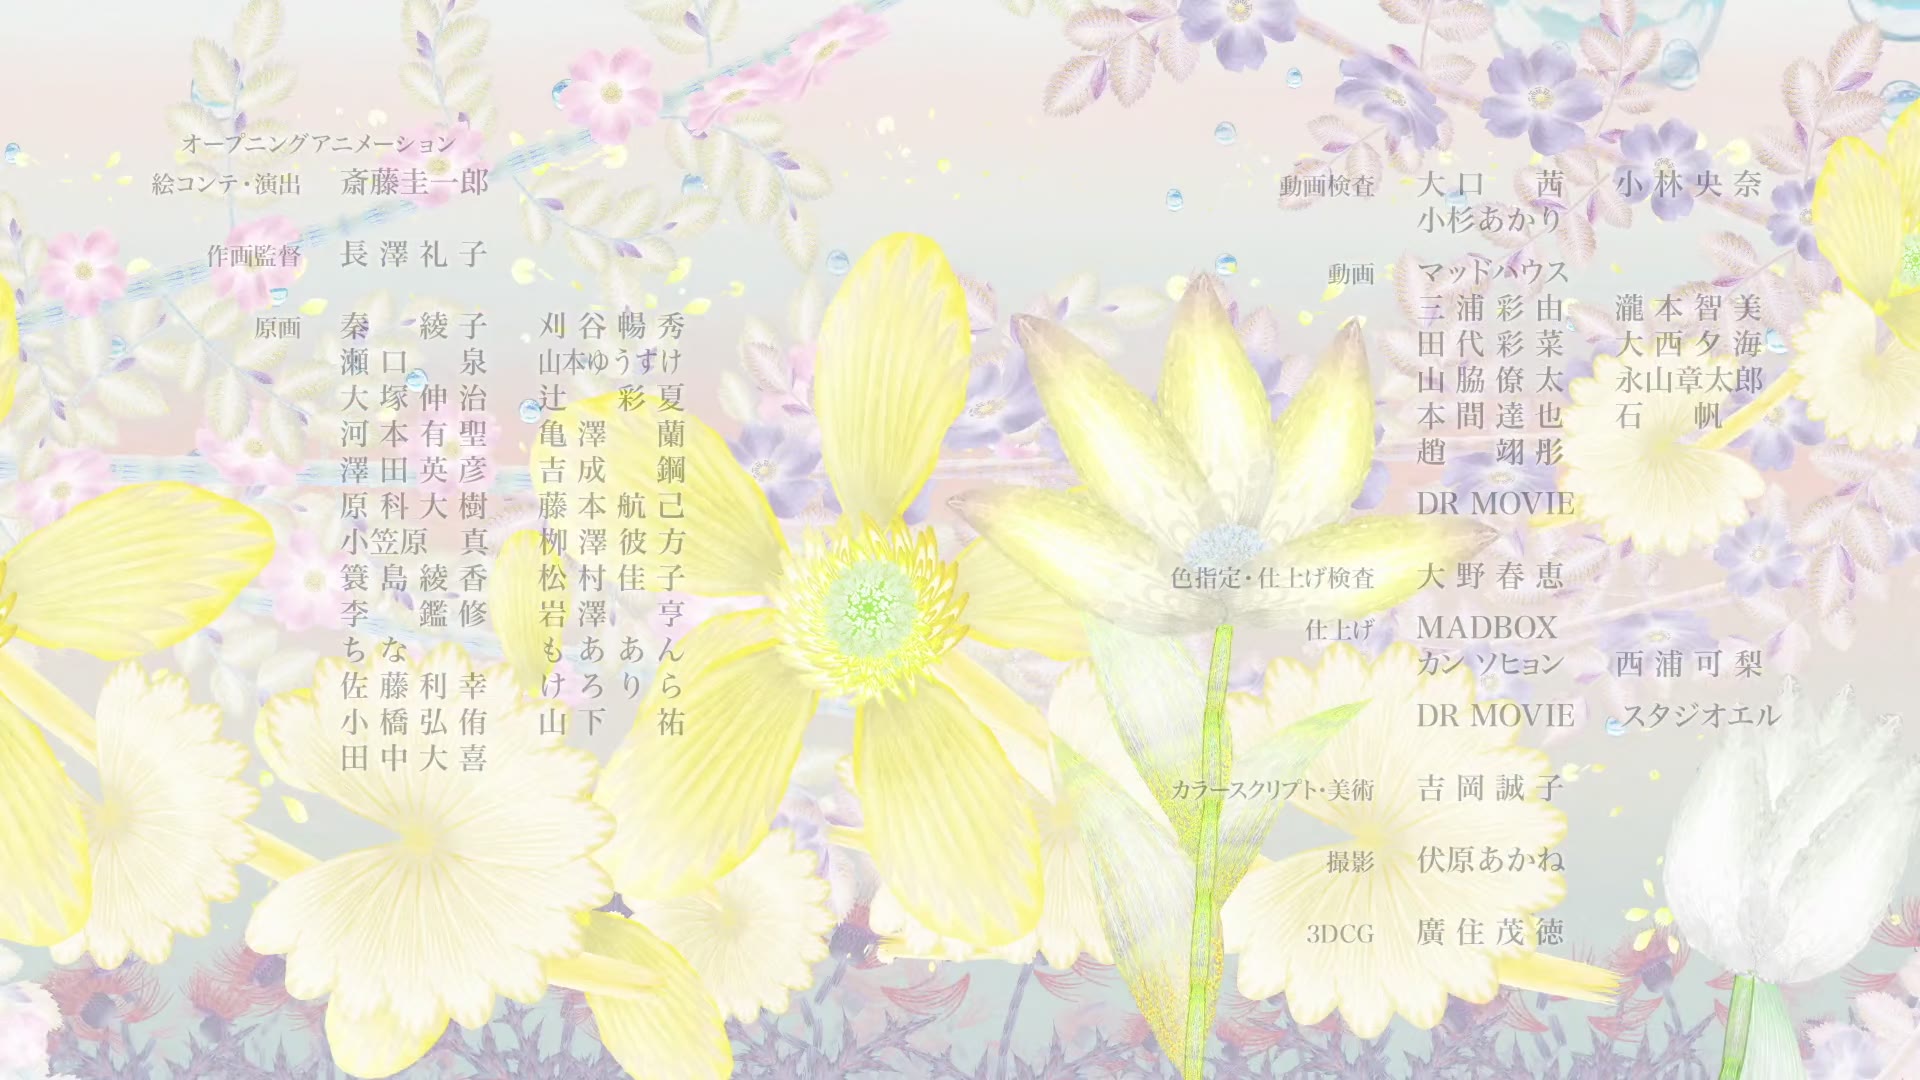 オープニングアニメーション
絵コンテ・演出 斎藤圭一郎
作画監督 長澤礼子
原画 秦 綾子 刈谷暢秀
瀬口 泉 山本ゆうすけ
大塚伸治 辻 彩夏
河本有聖 亀澤 蘭
澤田英彦 吉成 鋼
原科大樹 藤本航己
小笠原 真 栁澤彼方
簑島綾香 松村佳子
李 鑑修 岩澤 亨
ちな もああん
佐藤利幸 けろりら
小橋弘侑 山下 祐
田中大喜
動画検査 大口 茜 小林央奈
小杉あかり
動画 マッドハウス
三浦彩由 瀧本智美
田代彩菜 大西夕海
山脇僚太 永山章太郎
本間達也 石 帆
趙 翊彤
DR MOVIE
色指定・仕上げ検査 大野春恵
仕上げ MADBOX
カン ソヒョン 西浦可梨
DR MOVIE スタジオエル
カラースクリプト・美術 吉岡誠子
撮影 伏原あかね
3DCG 廣住茂徳